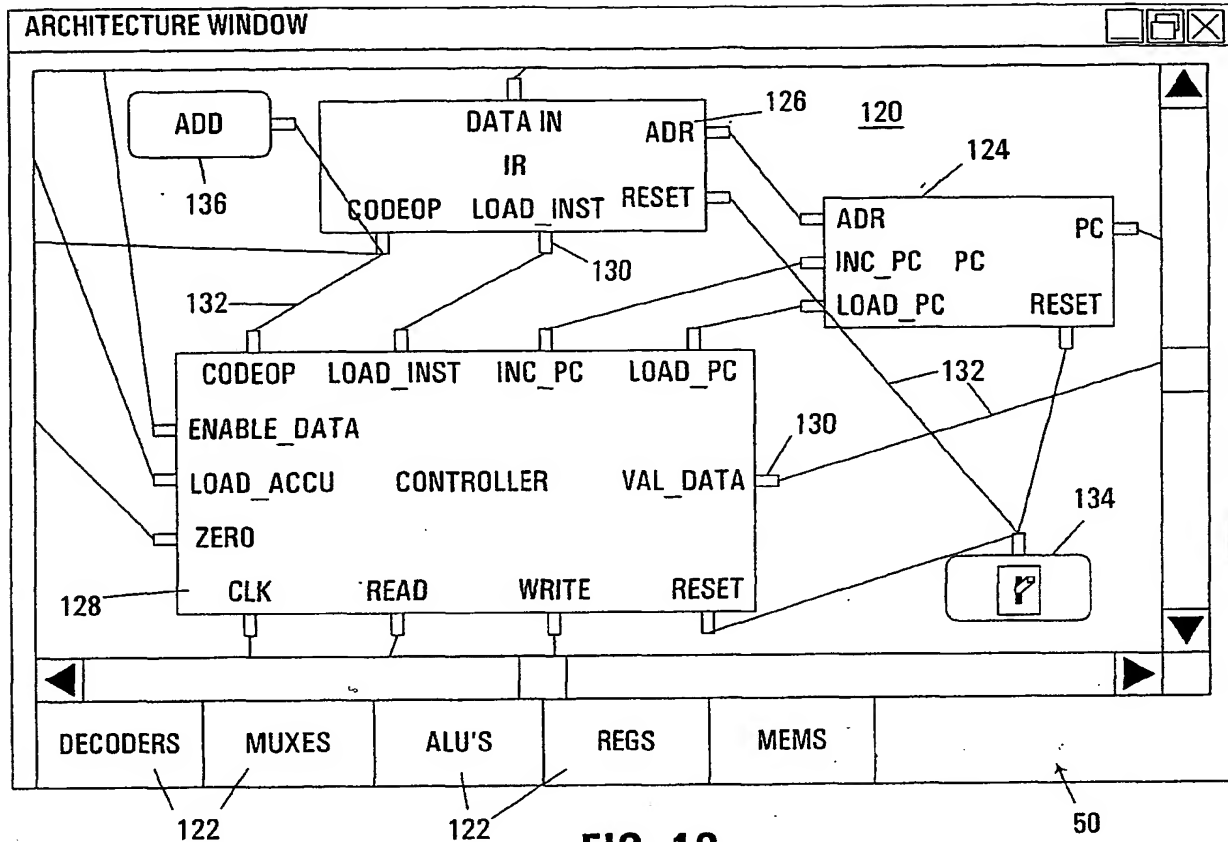 ARCHITECTURE WINDOW
ADD
136
DATA IN
ADR
IR
RESET
CODEOP LOAD_INST
126
120
124
ADR
PC
INC_PC PC
LOAD_PC RESET
130
132
CODEOP LOAD_INST INC_PC LOAD_PC
ENABLE_DATA
LOAD_ACCU CONTROLLER VAL_DATA
ZERO
CLK READ WRITE RESET
128
132
130
134
DECODERS MUXES ALU'S REGS MEMS
122 122 50